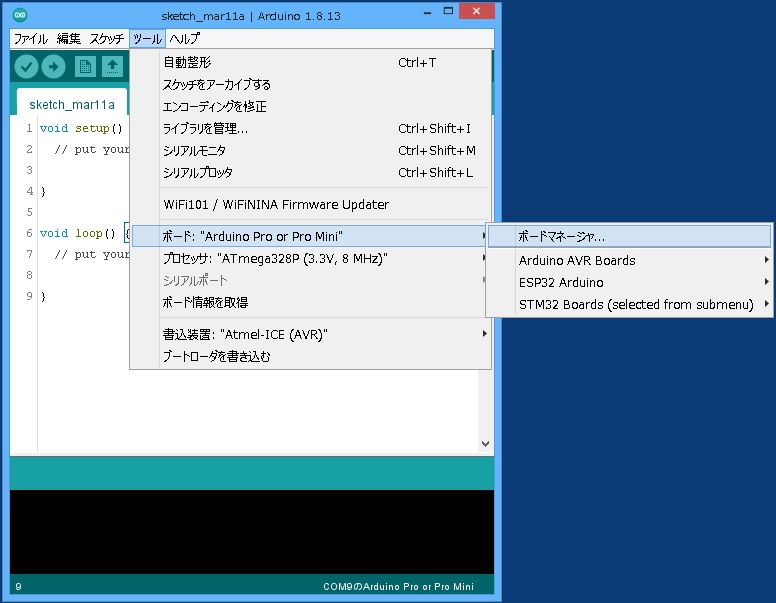 sketch_mar11a | Arduino 1.8.13
ファイル 編集 スケッチ ツール ヘルプ
自動整形 Ctrl+T
スケッチをアーカイブする
エンコーディングを修正
ライブラリを管理... Ctrl+Shift+I
シリアルモニタ Ctrl+Shift+M
シリアルプロッタ Ctrl+Shift+L
WiFi101 / WiFiNINA Firmware Updater
ボード: "Arduino Pro or Pro Mini"
プロセッサ: "ATmega328P (3.3V, 8 MHz)"
シリアルポート
ボード情報を取得
書込装置: "Atmel-ICE (AVR)"
ブートローダを書き込む
ボードマネージャ...
Arduino AVR Boards
ESP32 Arduino
STM32 Boards (selected from submenu)
sketch_mar11a
1 void setup()
2 // put your
3
4 }
5
6 void loop() {
7 // put your
8
9 }
9 COM9のArduino Pro or Pro Mini